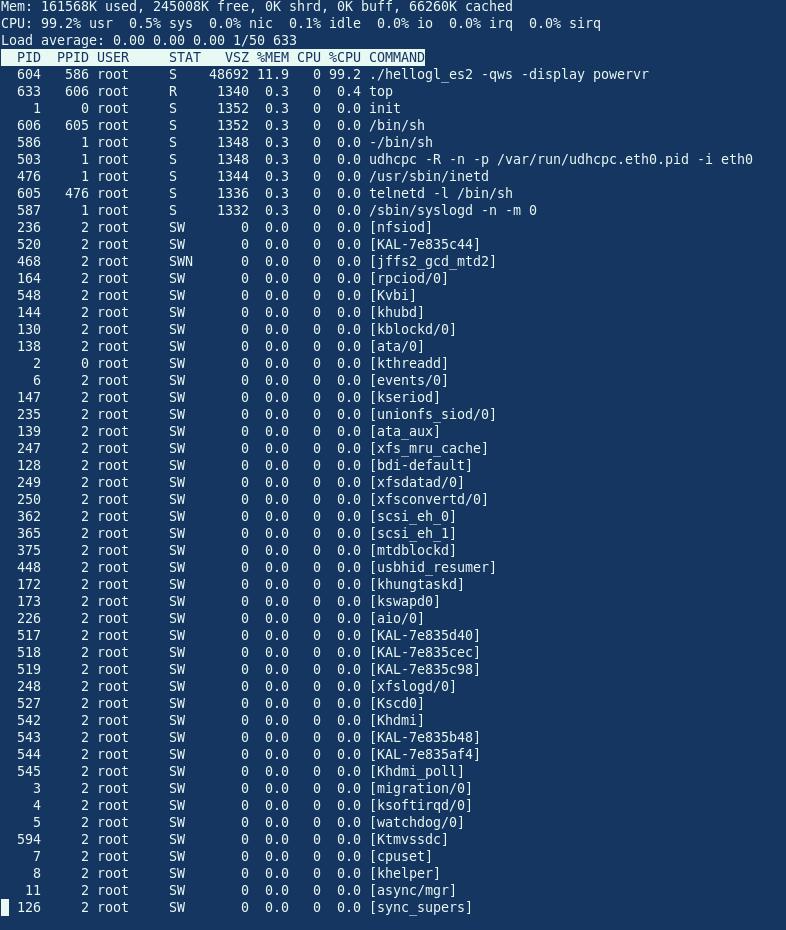 Mem: 161568K used, 245008K free, 0K shrd, 0K buff, 66260K cached
CPU: 99.2% usr  0.5% sys  0.0% nic  0.1% idle  0.0% io  0.0% irq  0.0% sirq
Load average: 0.00 0.00 0.00 1/50 633
  PID  PPID USER     STAT   VSZ %MEM CPU %CPU COMMAND
  604   586 root     S    48692 11.9   0 99.2 ./hellogl_es2 -qws -display powervr
  633   606 root     R     1340  0.3   0  0.4 top
    1     0 root     S     1352  0.3   0  0.0 init
  606   605 root     S     1352  0.3   0  0.0 /bin/sh
  586     1 root     S     1348  0.3   0  0.0 -/bin/sh
  503     1 root     S     1348  0.3   0  0.0 udhcpc -R -n -p /var/run/udhcpc.eth0.pid -i eth0
  476     1 root     S     1344  0.3   0  0.0 /usr/sbin/inetd
  605   476 root     S     1336  0.3   0  0.0 telnetd -l /bin/sh
  587     1 root     S     1332  0.3   0  0.0 /sbin/syslogd -n -m 0
  236     2 root     SW       0  0.0   0  0.0 [nfsiod]
  520     2 root     SW       0  0.0   0  0.0 [KAL-7e835c44]
  468     2 root     SWN      0  0.0   0  0.0 [jffs2_gcd_mtd2]
  164     2 root     SW       0  0.0   0  0.0 [rpciod/0]
  548     2 root     SW       0  0.0   0  0.0 [Kvbi]
  144     2 root     SW       0  0.0   0  0.0 [khubd]
  130     2 root     SW       0  0.0   0  0.0 [kblockd/0]
  138     2 root     SW       0  0.0   0  0.0 [ata/0]
    2     0 root     SW       0  0.0   0  0.0 [kthreadd]
    6     2 root     SW       0  0.0   0  0.0 [events/0]
  147     2 root     SW       0  0.0   0  0.0 [kseriod]
  235     2 root     SW       0  0.0   0  0.0 [unionfs_siod/0]
  139     2 root     SW       0  0.0   0  0.0 [ata_aux]
  247     2 root     SW       0  0.0   0  0.0 [xfs_mru_cache]
  128     2 root     SW       0  0.0   0  0.0 [bdi-default]
  249     2 root     SW       0  0.0   0  0.0 [xfsdatad/0]
  250     2 root     SW       0  0.0   0  0.0 [xfsconvertd/0]
  362     2 root     SW       0  0.0   0  0.0 [scsi_eh_0]
  365     2 root     SW       0  0.0   0  0.0 [scsi_eh_1]
  375     2 root     SW       0  0.0   0  0.0 [mtdblockd]
  448     2 root     SW       0  0.0   0  0.0 [usbhid_resumer]
  172     2 root     SW       0  0.0   0  0.0 [khungtaskd]
  173     2 root     SW       0  0.0   0  0.0 [kswapd0]
  226     2 root     SW       0  0.0   0  0.0 [aio/0]
  517     2 root     SW       0  0.0   0  0.0 [KAL-7e835d40]
  518     2 root     SW       0  0.0   0  0.0 [KAL-7e835cec]
  519     2 root     SW       0  0.0   0  0.0 [KAL-7e835c98]
  248     2 root     SW       0  0.0   0  0.0 [xfslogd/0]
  527     2 root     SW       0  0.0   0  0.0 [Kscd0]
  542     2 root     SW       0  0.0   0  0.0 [Khdmi]
  543     2 root     SW       0  0.0   0  0.0 [KAL-7e835b48]
  544     2 root     SW       0  0.0   0  0.0 [KAL-7e835af4]
  545     2 root     SW       0  0.0   0  0.0 [Khdmi_poll]
    3     2 root     SW       0  0.0   0  0.0 [migration/0]
    4     2 root     SW       0  0.0   0  0.0 [ksoftirqd/0]
    5     2 root     SW       0  0.0   0  0.0 [watchdog/0]
  594     2 root     SW       0  0.0   0  0.0 [Ktmvssdc]
    7     2 root     SW       0  0.0   0  0.0 [cpuset]
    8     2 root     SW       0  0.0   0  0.0 [khelper]
   11     2 root     SW       0  0.0   0  0.0 [async/mgr]
  126     2 root     SW       0  0.0   0  0.0 [sync_supers]